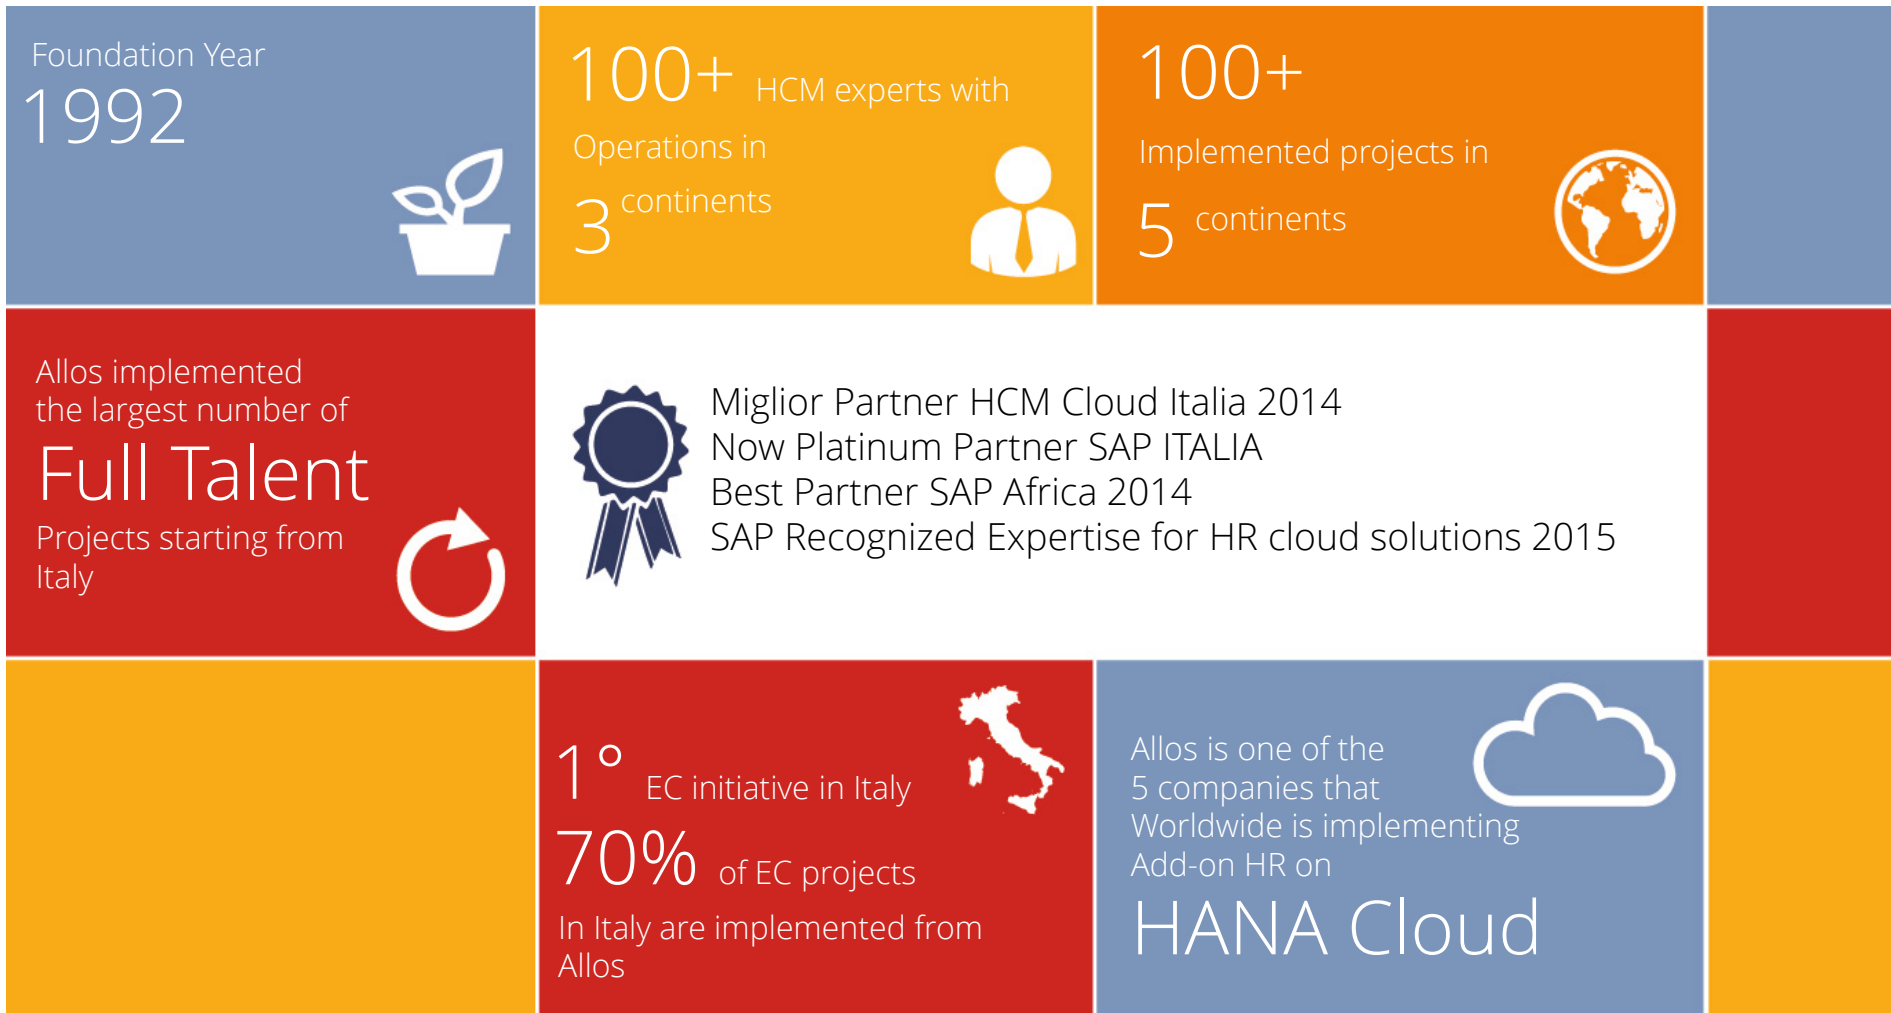 Foundation Year
1992
100+ HCM experts with
Operations in
3 continents
100+
Implemented projects in
5 continents
Allos implemented
the largest number of
Full Talent
Projects starting from
Italy
Miglior Partner HCM Cloud Italia 2014
Now Platinum Partner SAP ITALIA
Best Partner SAP Africa 2014
SAP Recognized Expertise for HR cloud solutions 2015
1° EC initiative in Italy
70% of EC projects
In Italy are implemented from
Allos
Allos is one of the
5 companies that
Worldwide is implementing
Add-on HR on
HANA Cloud